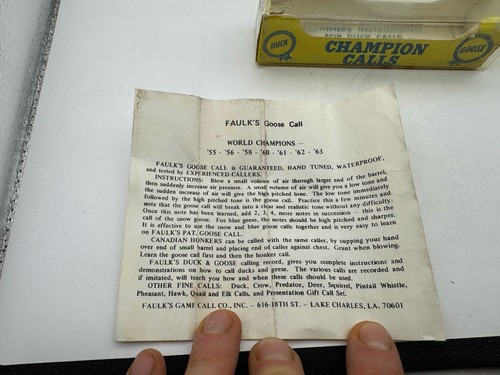 DUCK
CHAMPION
CALLS
GOOSE
FAULK'S Goose Call
WORLD CHAMPIONS —
'55 - '56 - '58 - '60 - '61 - '62 - '63
FAULK'S GOOSE CALL is GUARANTEED, HAND TUNED, WATERPROOF,
and tested by EXPERIENCED CALLERS.
INSTRUCTIONS: Blow a small volume of air through larger end of the barrel,
then suddenly increase air pressure. A small volume of air will give you a low tone and
the sudden increase of air will give the high pitched tone. The low tone immediately
followed by the high pitched tone is the goose call. Practice this a few minutes and
note that the goose call will break into a clear and realistic tone without any difficulty.
Once this has been learned, add 2, 3, 4, more notes in succession — this is the
call of the snow goose. For blue geese, the notes should be high pitched and sharper.
It is effective to use the snow and blue goose calls together and is very easy to learn
on FAULK'S PAT. GOOSE CALL.
CANADIAN HONKERS can be called with the same caller, by cupping your hand
over end of small barrel and placing end of caller against chest. Grunt when blowing.
Learn the goose call first and then the honker call.
FAULK'S DUCK & GOOSE calling record, gives you complete instructions and
demonstrations on how to call ducks and geese. The various calls are recorded and
if imitated, will teach you how and when these calls should be used.
OTHER FINE CALLS: Duck, Crow, Predator, Deer, Squirrel, Pintail Whistle,
Pheasant, Hawk, Quail and Elk Calls, and Presentation Gift Call Set.
FAULK'S GAME CALL CO., INC. — 616-18TH ST. — LAKE CHARLES, LA. 70601